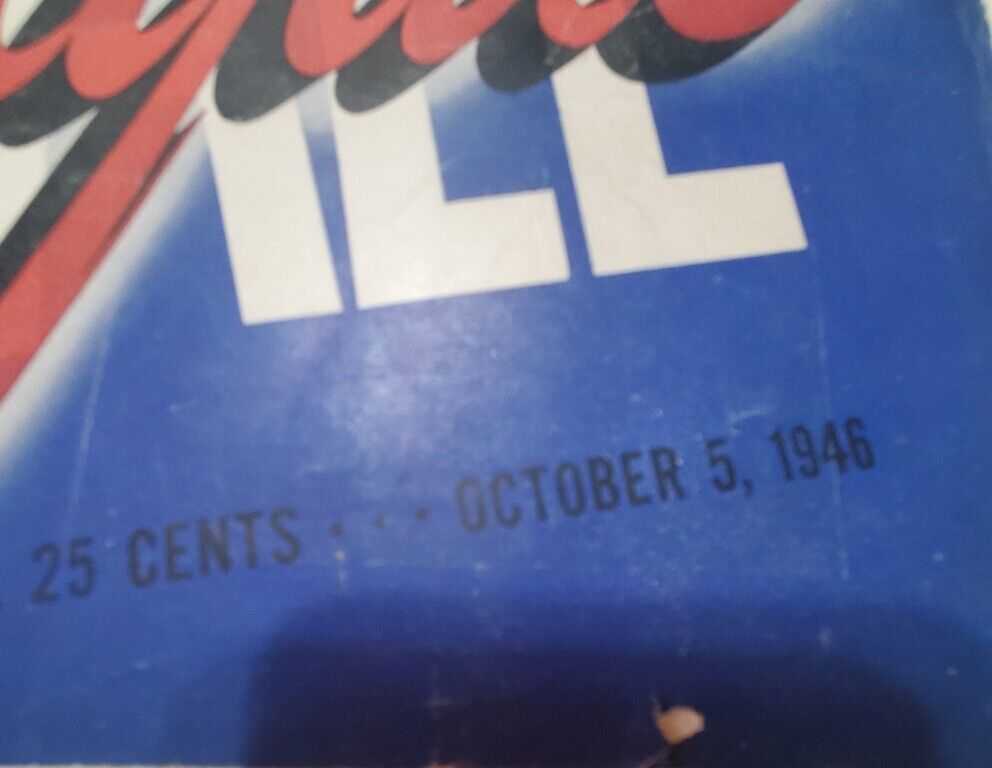 ILL
25 CENTS · · · OCTOBER 5, 1946